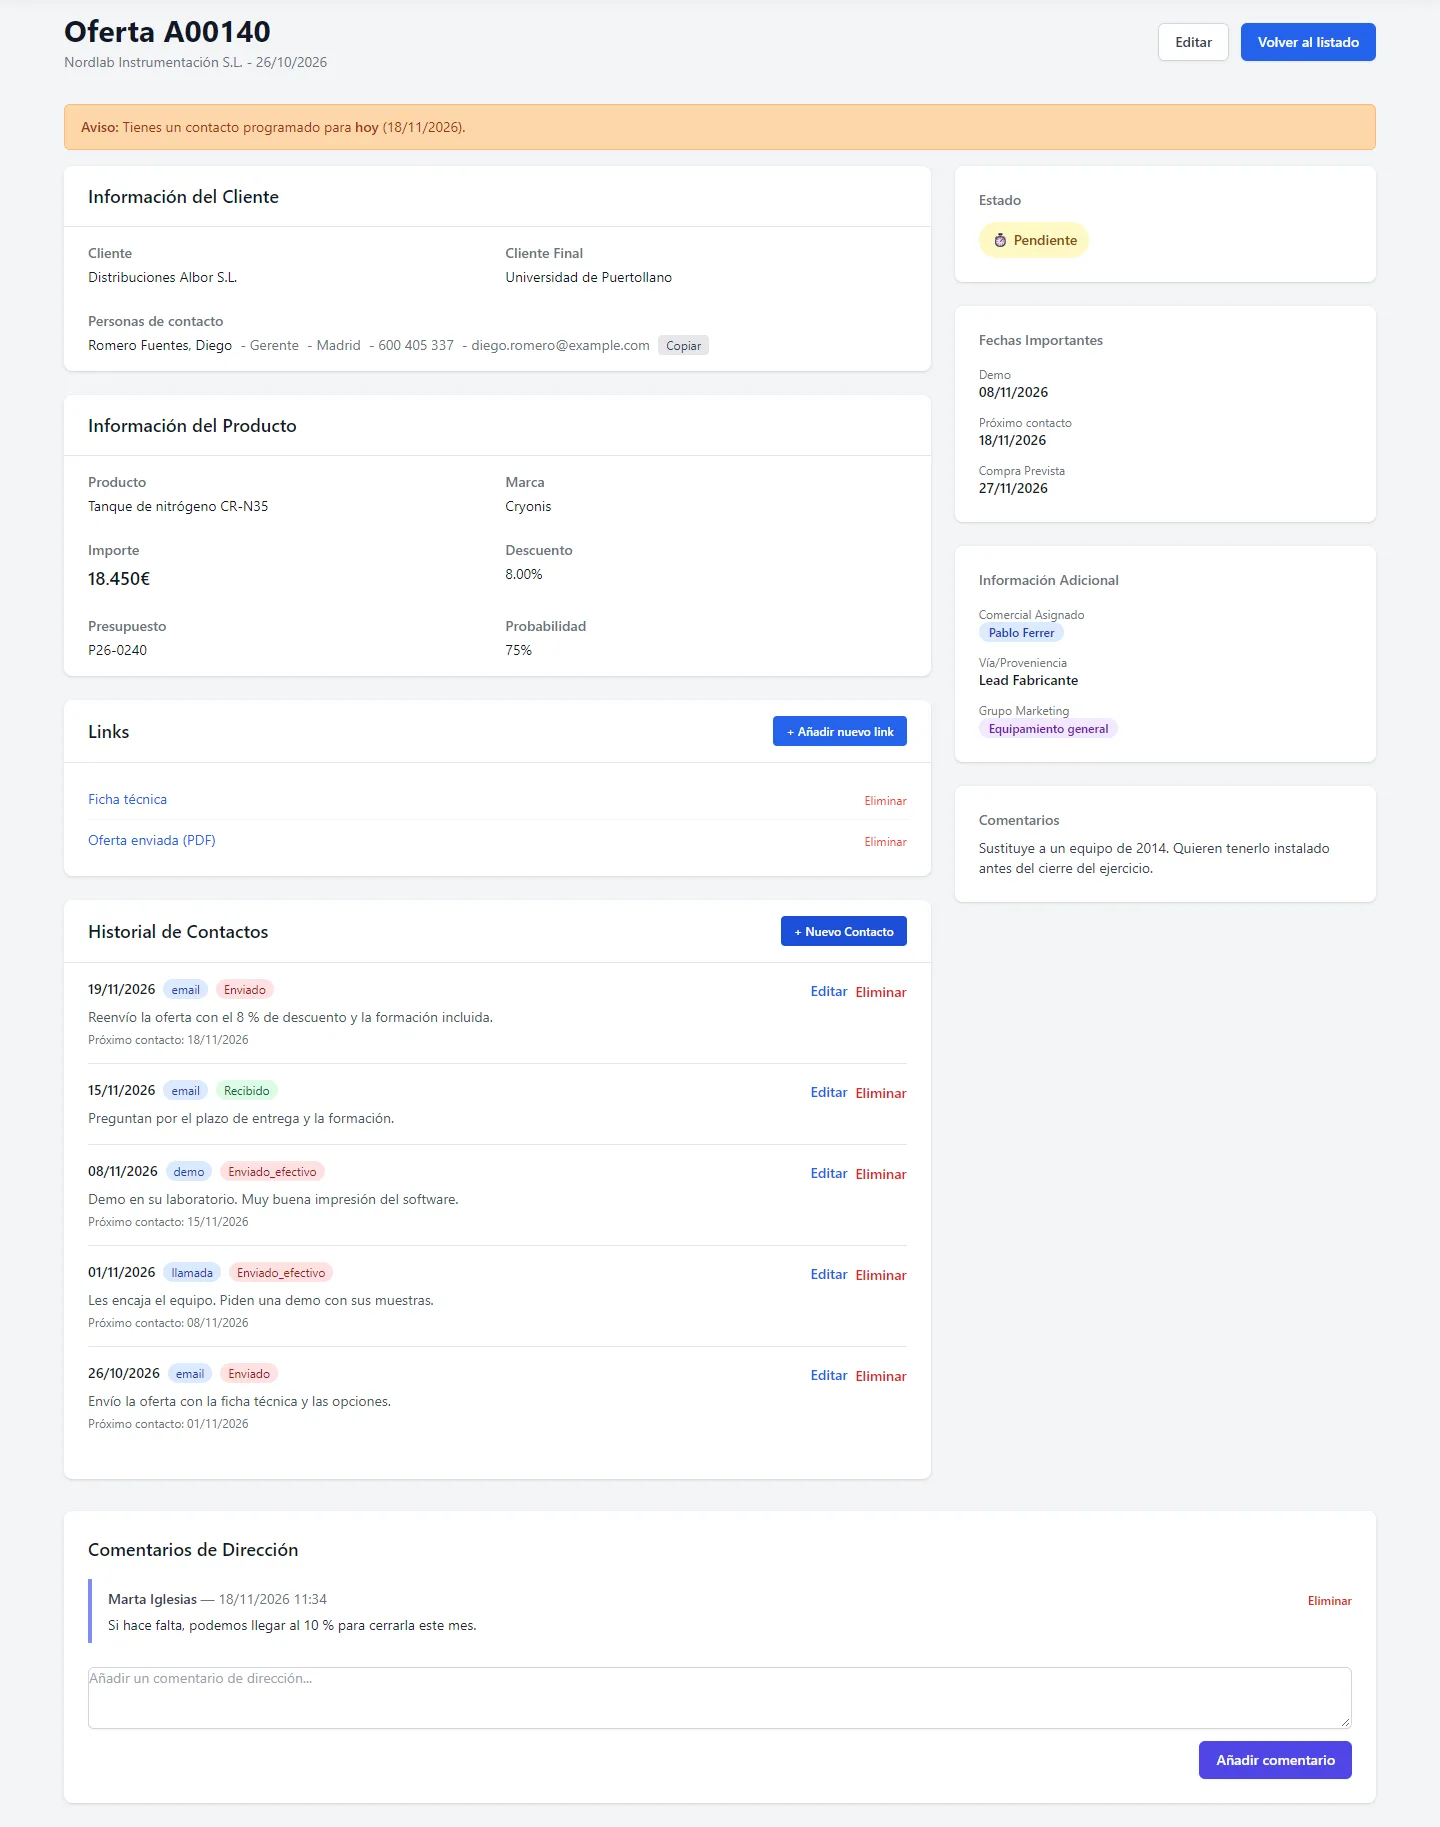 Oferta A00140
Nordlab Instrumentación S.L. - 26/10/2026
Editar
Volver al listado
Aviso: Tienes un contacto programado para hoy (18/11/2026).
Información del Cliente
Cliente
Distribuciones Albor S.L.
Cliente Final
Universidad de Puertollano
Personas de contacto
Romero Fuentes, Diego - Gerente - Madrid - 600 405 337 - diego.romero@example.com Copiar
Información del Producto
Producto
Tanque de nitrógeno CR-N35
Marca
Cryonis
Importe
18.450€
Descuento
8.00%
Presupuesto
P26-0240
Probabilidad
75%
Links
+ Añadir nuevo link
Ficha técnica
Eliminar
Oferta enviada (PDF)
Eliminar
Historial de Contactos
+ Nuevo Contacto
19/11/2026 email Enviado
Editar Eliminar
Reenvío la oferta con el 8 % de descuento y la formación incluida.
Próximo contacto: 18/11/2026
15/11/2026 email Recibido
Editar Eliminar
Preguntan por el plazo de entrega y la formación.
08/11/2026 demo Enviado_efectivo
Editar Eliminar
Demo en su laboratorio. Muy buena impresión del software.
Próximo contacto: 15/11/2026
01/11/2026 llamada Enviado_efectivo
Editar Eliminar
Les encaja el equipo. Piden una demo con sus muestras.
Próximo contacto: 08/11/2026
26/10/2026 email Enviado
Editar Eliminar
Envío la oferta con la ficha técnica y las opciones.
Próximo contacto: 01/11/2026
Estado
Pendiente
Fechas Importantes
Demo
08/11/2026
Próximo contacto
18/11/2026
Compra Prevista
27/11/2026
Información Adicional
Comercial Asignado
Pablo Ferrer
Vía/Proveniencia
Lead Fabricante
Grupo Marketing
Equipamiento general
Comentarios
Sustituye a un equipo de 2014. Quieren tenerlo instalado
antes del cierre del ejercicio.
Comentarios de Dirección
Marta Iglesias — 18/11/2026 11:34
Eliminar
Si hace falta, podemos llegar al 10 % para cerrarla este mes.
Añadir un comentario de dirección...
Añadir comentario